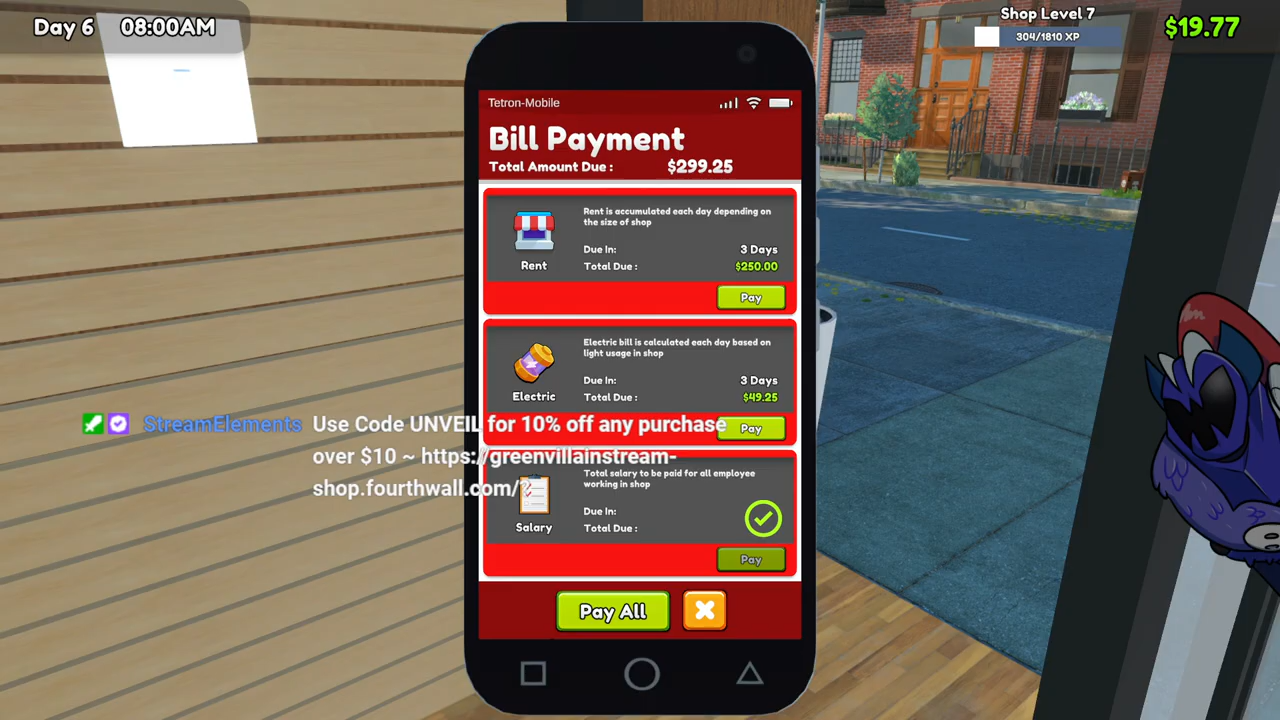 Day 6 08:00AM
Shop Level 7
304/1810 XP
$19.77
Tetron-Mobile
Bill Payment
Total Amount Due : $299.25
Rent is accumulated each day depending on
the size of shop
Due In: 3 Days
Total Due : $250.00
Rent
Pay
Electric bill is calculated each day based on
light usage in shop
Due In: 3 Days
Total Due : $49.25
Electric
Pay
StreamElements Use Code UNVEIL for 10% off any purchase
over $10 ~ https://greenvillainstream-
shop.fourthwall.com/?
Total salary to be paid for all employee
working in shop
Due In:
Total Due :
Salary
Pay
Pay All